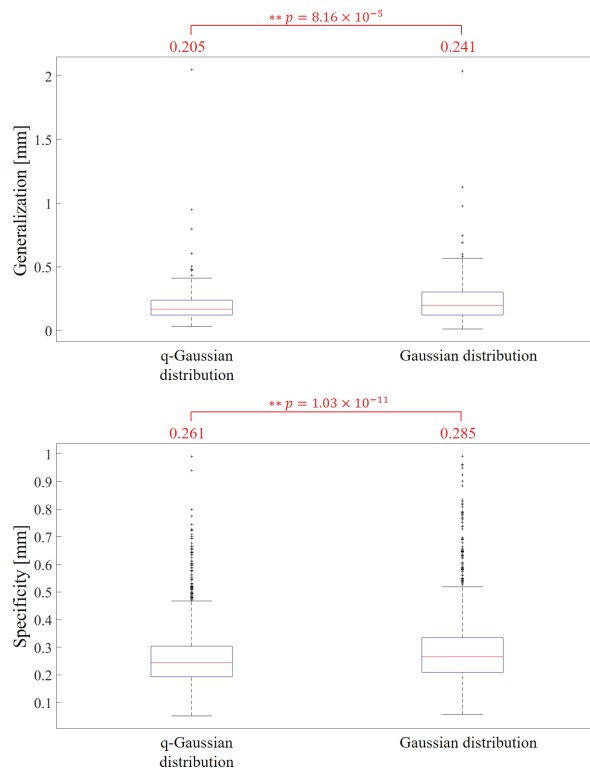 ** p = 8.16 × 10⁻⁵
0.205 0.241
2
1.5
1
0.5
0
Generalization [mm]
q-Gaussian
distribution
Gaussian distribution
** p = 1.03 × 10⁻¹¹
0.261 0.285
1
0.9
0.8
0.7
0.6
0.5
0.4
0.3
0.2
0.1
Specificity [mm]
q-Gaussian
distribution
Gaussian distribution